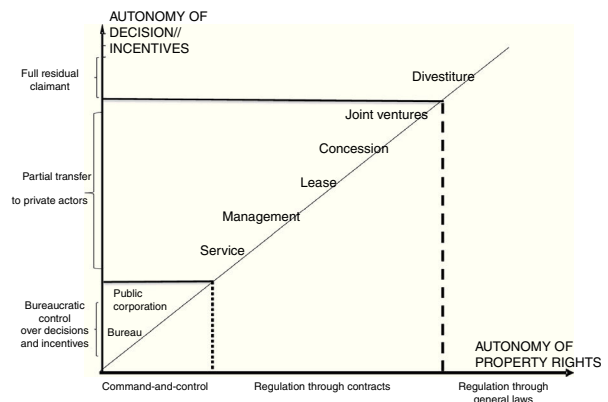 AUTONOMY OF
DECISION//
INCENTIVES
Full residual
claimant
Divestiture
Joint ventures
Concession
Partial transfer
to private actors
Lease
Management
Service
Public
corporation
Bureaucratic
control
over decisions
and incentives
Bureau
AUTONOMY OF
PROPERTY RIGHTS
Command-and-control
Regulation through contracts
Regulation through
general laws